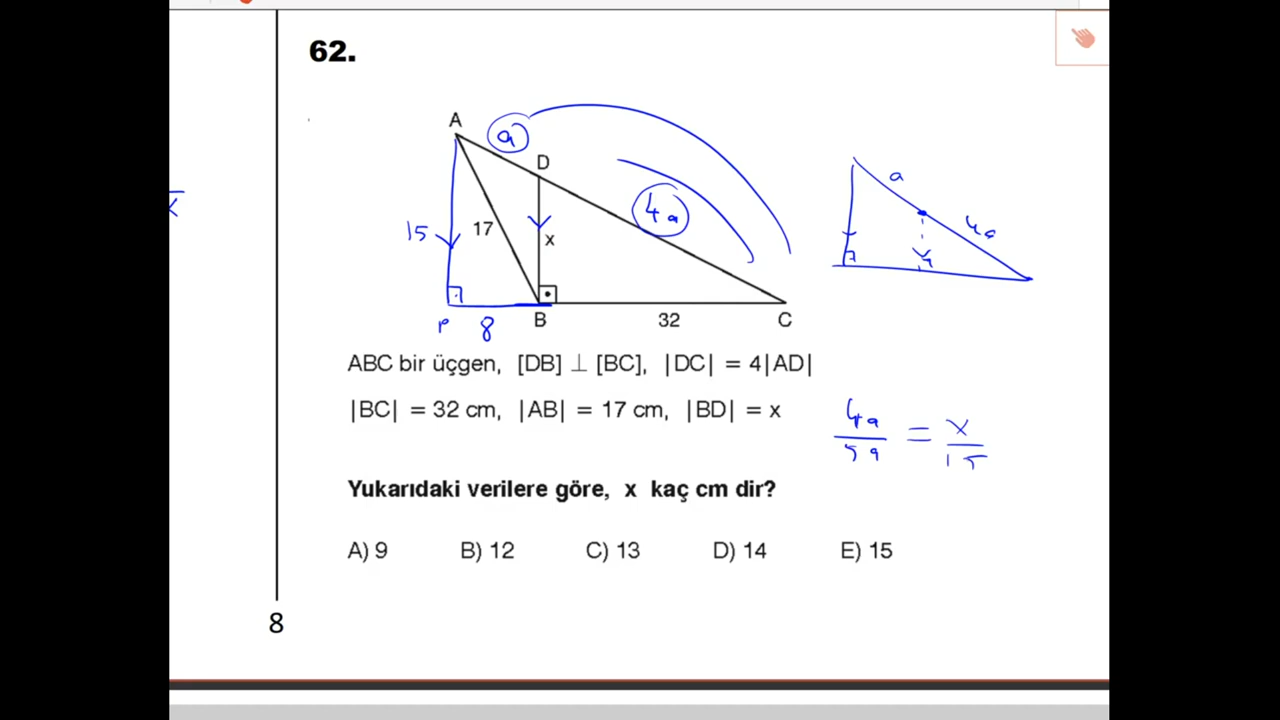 62.
A
a
D
4a
15
17
x
8
B
32
C
a
4a
ABC bir üçgen, [DB] ⊥ [BC], |DC| = 4|AD|
|BC| = 32 cm, |AB| = 17 cm, |BD| = x
4a/5a = x/15
Yukarıdaki verilere göre, x kaç cm dir?
A) 9 B) 12 C) 13 D) 14 E) 15
8